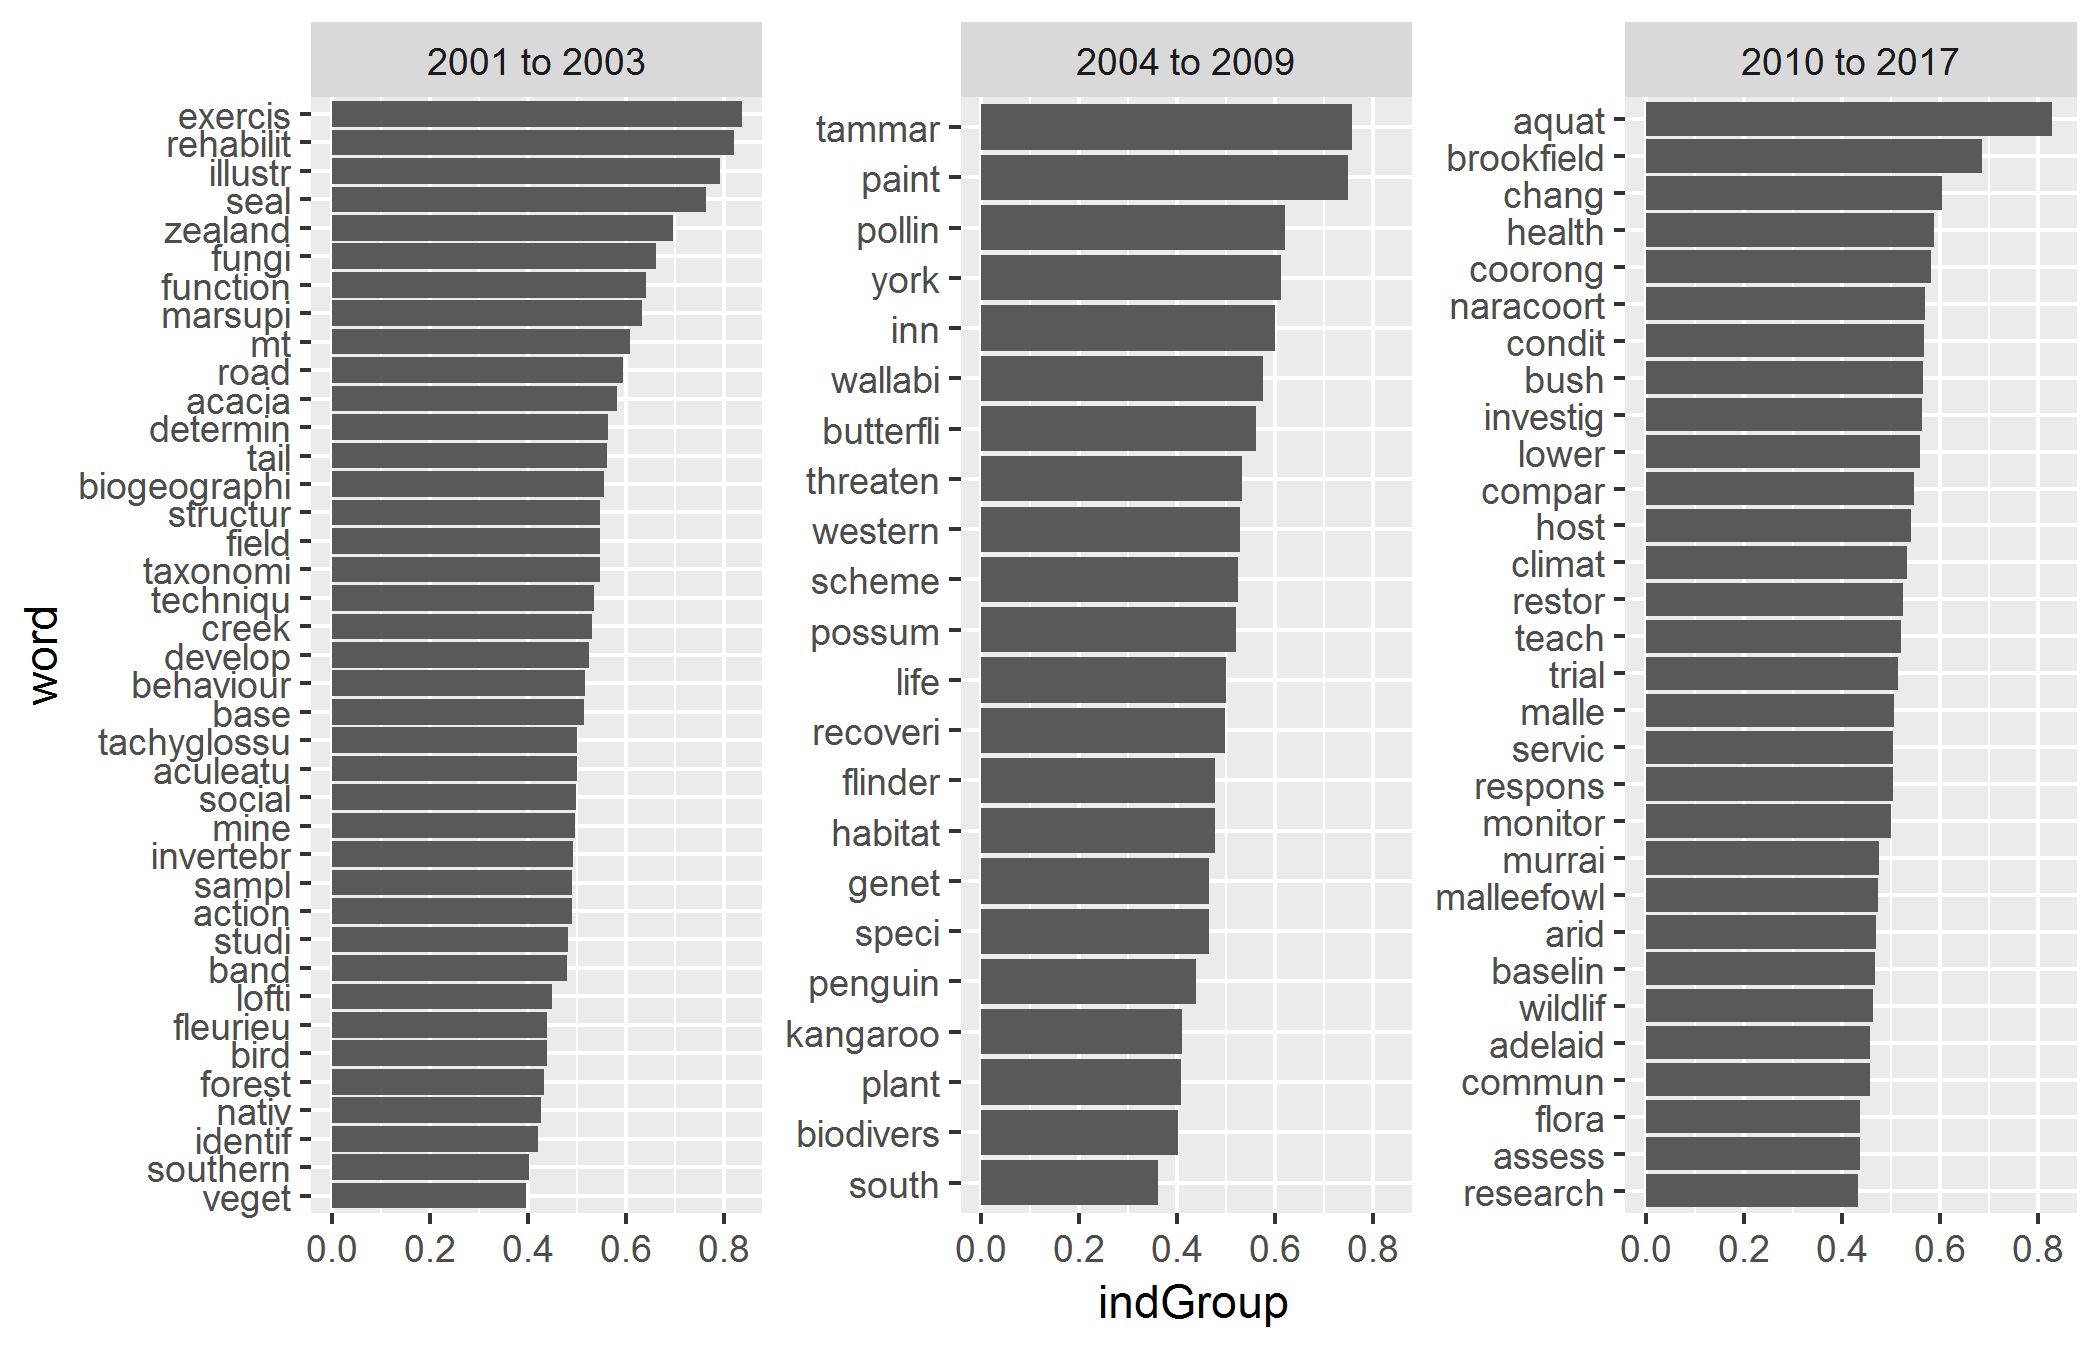 2001 to 2003
2004 to 2009
2010 to 2017
word
exercis
rehabilit
illustr
seal
zealand
fungi
function
marsupi
mt
road
acacia
determin
tail
biogeographi
structur
field
taxonomi
techniqu
creek
develop
behaviour
base
tachyglossu
aculeatu
social
mine
invertebr
sampl
action
studi
band
lofti
fleurieu
bird
forest
nativ
identif
southern
veget
0.0 0.2 0.4 0.6 0.8
tammar
paint
pollin
york
inn
wallabi
butterfli
threaten
western
scheme
possum
life
recoveri
flinder
habitat
genet
speci
penguin
kangaroo
plant
biodivers
south
0.0 0.2 0.4 0.6 0.8
aquat
brookfield
chang
health
coorong
naracoort
condit
bush
investig
lower
compar
host
climat
restor
teach
trial
malle
servic
respons
monitor
murrai
malleefowl
arid
baselin
wildlif
adelaid
commun
flora
assess
research
0.0 0.2 0.4 0.6 0.8
indGroup